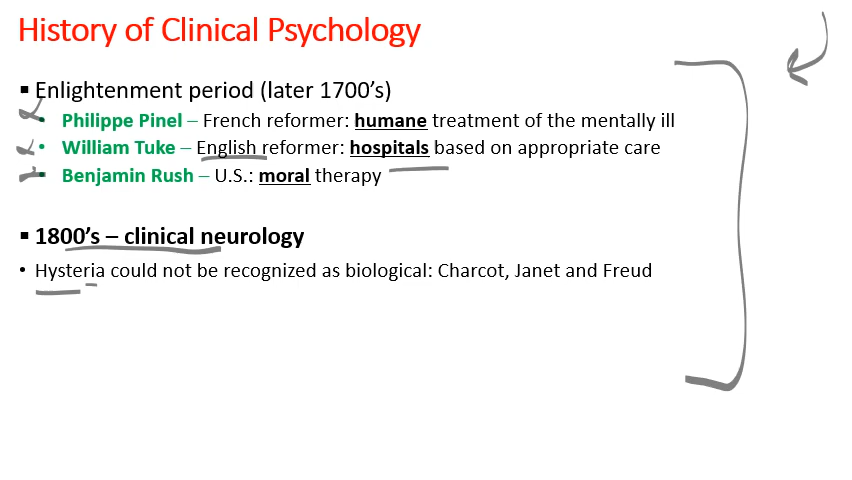 History of Clinical Psychology
▪ Enlightenment period (later 1700’s)
• Philippe Pinel – French reformer: humane treatment of the mentally ill
• William Tuke – English reformer: hospitals based on appropriate care
• Benjamin Rush – U.S.: moral therapy
▪ 1800’s – clinical neurology
• Hysteria could not be recognized as biological: Charcot, Janet and Freud